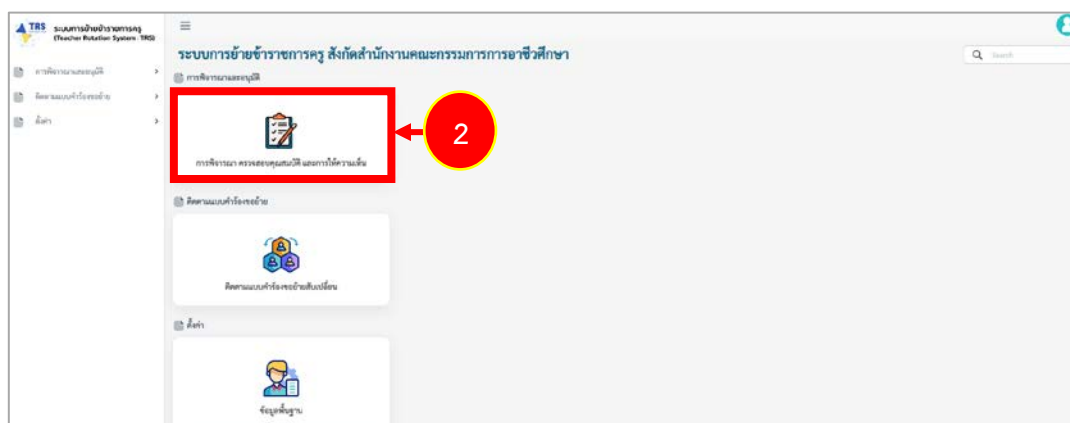 TRS ระบบการย้ายข้าราชการครู
(Teacher Rotation System : TRS)
ระบบการย้ายข้าราชการครู สังกัดสำนักงานคณะกรรมการการอาชีวศึกษา
Search
การพิจารณาและอนุมัติ
การพิจารณาและอนุมัติ
ติดตามแบบคำร้องขอย้าย
ตั้งค่า
2
การพิจารณา ตรวจสอบคุณสมบัติ และการให้ความเห็น
ติดตามแบบคำร้องขอย้าย
ติดตามแบบคำร้องขอย้ายสับเปลี่ยน
ตั้งค่า
ข้อมูลพื้นฐาน